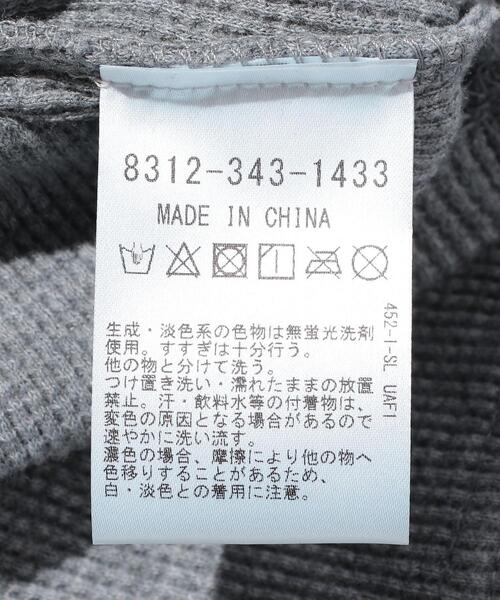 8312-343-1433
MADE IN CHINA
生成・淡色系の色物は無蛍光洗剤
使用。すすぎは十分行う。
他の物と分けて洗う。
つけ置き洗い・濡れたままの放置
禁止。汗・飲料水等の付着物は、
変色の原因となる場合があるので
速やかに洗い流す。
濃色の場合、摩擦により他の物へ
色移りすることがあるため、
白・淡色との着用に注意。
452-I-SL UAF1